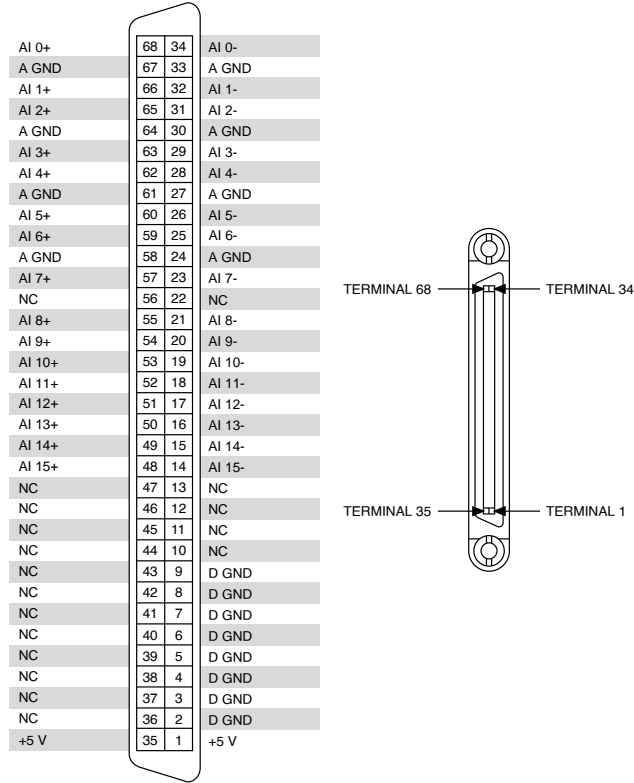 AI 0+ 68 34 AI 0-
A GND 67 33 A GND
AI 1+ 66 32 AI 1-
AI 2+ 65 31 AI 2-
A GND 64 30 A GND
AI 3+ 63 29 AI 3-
AI 4+ 62 28 AI 4-
A GND 61 27 A GND
AI 5+ 60 26 AI 5-
AI 6+ 59 25 AI 6-
A GND 58 24 A GND
AI 7+ 57 23 AI 7-
NC 56 22 NC
AI 8+ 55 21 AI 8-
AI 9+ 54 20 AI 9-
AI 10+ 53 19 AI 10-
AI 11+ 52 18 AI 11-
AI 12+ 51 17 AI 12-
AI 13+ 50 16 AI 13-
AI 14+ 49 15 AI 14-
AI 15+ 48 14 AI 15-
NC 47 13 NC
NC 46 12 NC
NC 45 11 NC
NC 44 10 NC
NC 43 9 D GND
NC 42 8 D GND
NC 41 7 D GND
NC 40 6 D GND
NC 39 5 D GND
NC 38 4 D GND
NC 37 3 D GND
NC 36 2 D GND
+5 V 35 1 +5 V
TERMINAL 68 TERMINAL 34
TERMINAL 35 TERMINAL 1